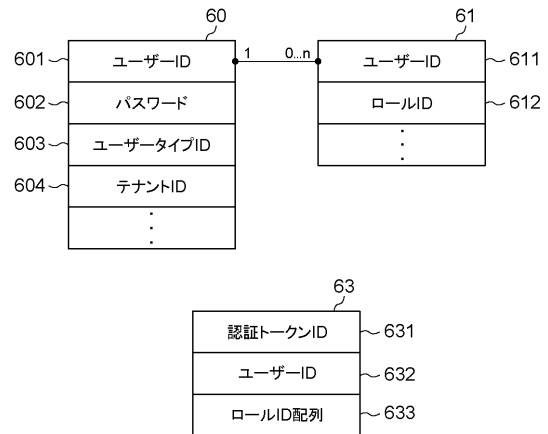 60
601
ユーザーID
602
パスワード
603
ユーザータイプID
604
テナントID
1
0...n
61
ユーザーID
611
ロールID
612
63
認証トークンID
631
ユーザーID
632
ロールID配列
633